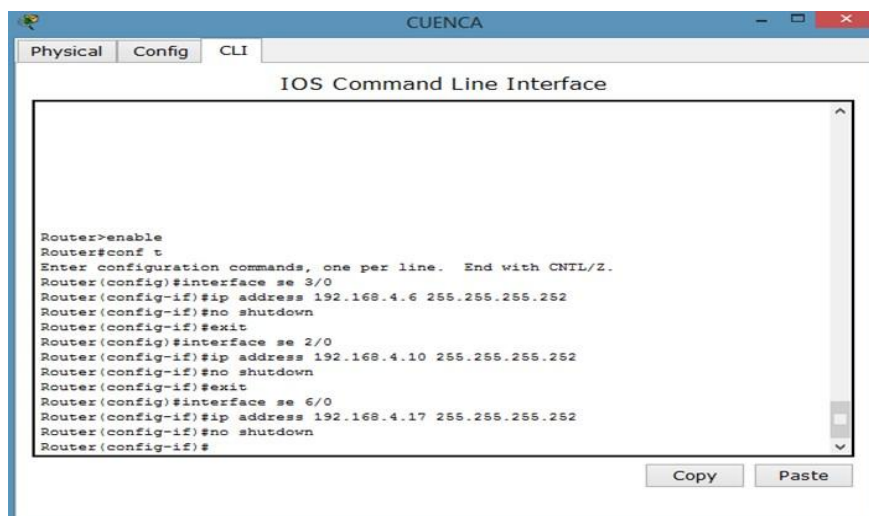 CUENCA
Physical Config CLI
IOS Command Line Interface
Router>enable
Router#conf t
Enter configuration commands, one per line.  End with CNTL/Z.
Router(config)#interface se 3/0
Router(config-if)#ip address 192.168.4.6 255.255.255.252
Router(config-if)#no shutdown
Router(config-if)#exit
Router(config)#interface se 2/0
Router(config-if)#ip address 192.168.4.10 255.255.255.252
Router(config-if)#no shutdown
Router(config-if)#exit
Router(config)#interface se 6/0
Router(config-if)#ip address 192.168.4.17 255.255.255.252
Router(config-if)#no shutdown
Router(config-if)#
Copy Paste